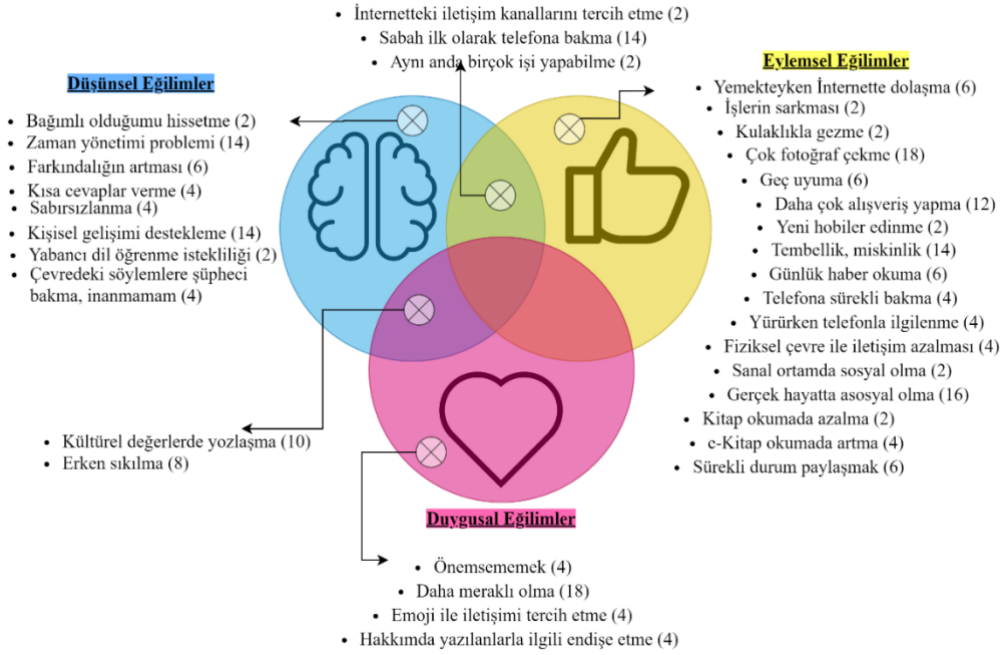 • İnternetteki iletişim kanallarını tercih etme (2)
• Sabah ilk olarak telefona bakma (14)
• Aynı anda birçok işi yapabilme (2)
Düşünsel Eğilimler
• Bağımlı olduğumu hissetme (2)
• Zaman yönetimi problemi (14)
• Farkındalığın artması (6)
• Kısa cevaplar verme (4)
• Sabırsızlanma (4)
• Kişisel gelişimi destekleme (14)
• Yabancı dil öğrenme istekliliği (2)
• Çevredeki söylemlere şüpheci
bakma, inanmamam (4)
Eylemsel Eğilimler
• Yemekteyken İnternette dolaşma (6)
• İşlerin sarkması (2)
• Kulaklıkla gezme (2)
• Çok fotoğraf çekme (18)
• Geç uyuma (6)
• Daha çok alışveriş yapma (12)
• Yeni hobiler edinme (2)
• Tembellik, miskinlik (14)
• Günlük haber okuma (6)
• Telefona sürekli bakma (4)
• Yürürken telefonla ilgilenme (4)
• Fiziksel çevre ile iletişim azalması (4)
• Sanal ortamda sosyal olma (2)
• Gerçek hayatta asosyal olma (16)
• Kitap okumada azalma (2)
• e-Kitap okumada artma (4)
• Sürekli durum paylaşmak (6)
• Kültürel değerlerde yozlaşma (10)
• Erken sıkılma (8)
Duygusal Eğilimler
• Önemsememek (4)
• Daha meraklı olma (18)
• Emoji ile iletişimi tercih etme (4)
• Hakkımda yazılanlarla ilgili endişe etme (4)